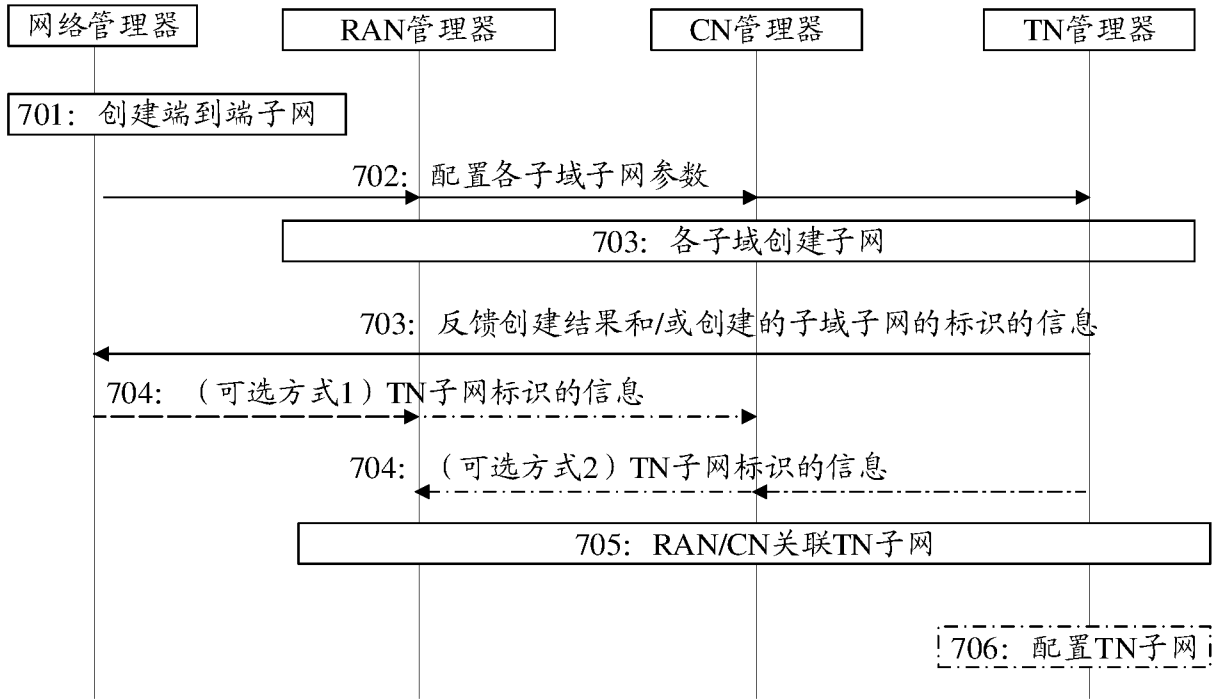 网络管理器
RAN管理器
CN管理器
TN管理器
701：创建端到端子网
702：配置各子域子网参数
703：各子域创建子网
703：反馈创建结果和/或创建的子域子网的标识的信息
704：（可选方式1）TN子网标识的信息
704：（可选方式2）TN子网标识的信息
705：RAN/CN关联TN子网
706：配置TN子网